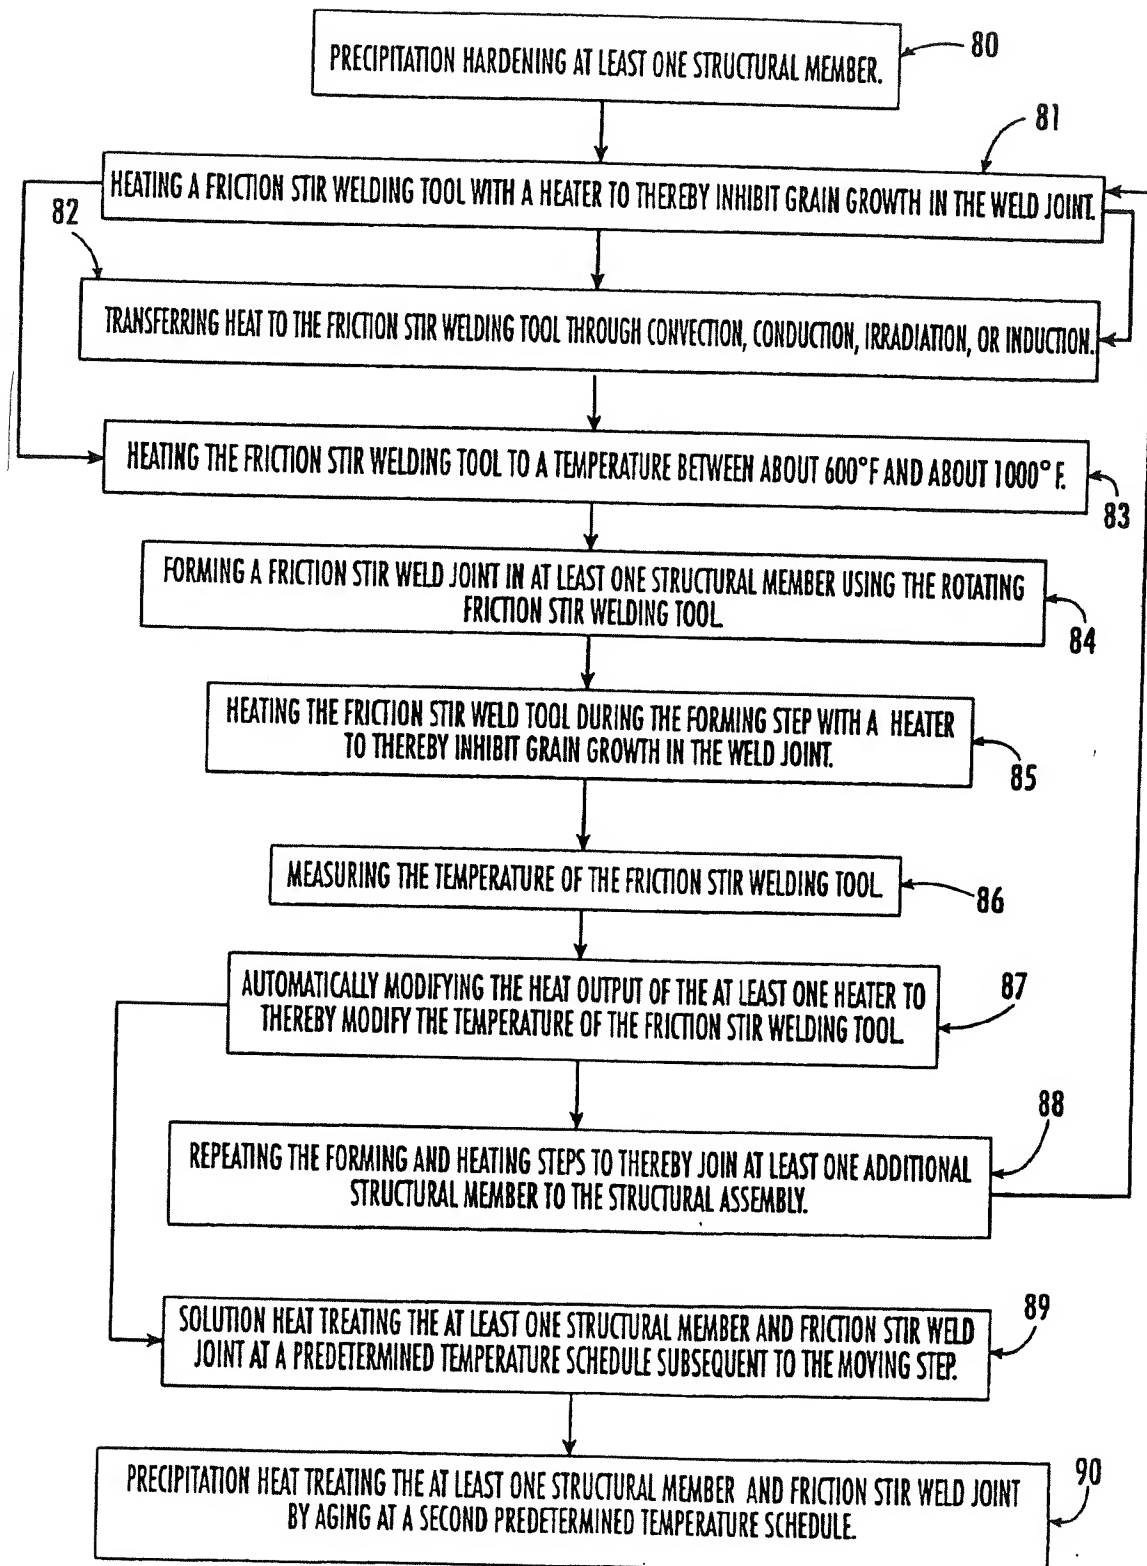 PRECIPITATION HARDENING AT LEAST ONE STRUCTURAL MEMBER.
80
81
HEATING A FRICTION STIR WELDING TOOL WITH A HEATER TO THEREBY INHIBIT GRAIN GROWTH IN THE WELD JOINT.
82
TRANSFERRING HEAT TO THE FRICTION STIR WELDING TOOL THROUGH CONVECTION, CONDUCTION, IRRADIATION, OR INDUCTION.
HEATING THE FRICTION STIR WELDING TOOL TO A TEMPERATURE BETWEEN ABOUT 600°F AND ABOUT 1000° F.
83
FORMING A FRICTION STIR WELD JOINT IN AT LEAST ONE STRUCTURAL MEMBER USING THE ROTATING
FRICTION STIR WELDING TOOL.
84
HEATING THE FRICTION STIR WELD TOOL DURING THE FORMING STEP WITH A HEATER
TO THEREBY INHIBIT GRAIN GROWTH IN THE WELD JOINT.
85
MEASURING THE TEMPERATURE OF THE FRICTION STIR WELDING TOOL.
86
AUTOMATICALLY MODIFYING THE HEAT OUTPUT OF THE AT LEAST ONE HEATER TO
THEREBY MODIFY THE TEMPERATURE OF THE FRICTION STIR WELDING TOOL.
87
88
REPEATING THE FORMING AND HEATING STEPS TO THEREBY JOIN AT LEAST ONE ADDITIONAL
STRUCTURAL MEMBER TO THE STRUCTURAL ASSEMBLY.
89
SOLUTION HEAT TREATING THE AT LEAST ONE STRUCTURAL MEMBER AND FRICTION STIR WELD
JOINT AT A PREDETERMINED TEMPERATURE SCHEDULE SUBSEQUENT TO THE MOVING STEP.
90
PRECIPITATION HEAT TREATING THE AT LEAST ONE STRUCTURAL MEMBER AND FRICTION STIR WELD JOINT
BY AGING AT A SECOND PREDETERMINED TEMPERATURE SCHEDULE.